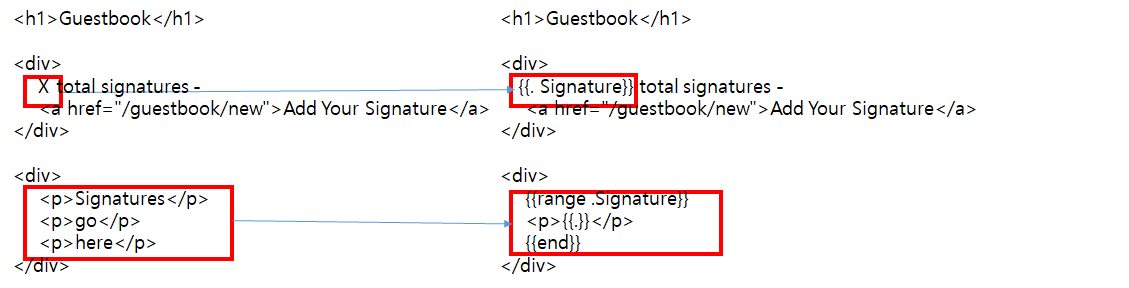 <h1>Guestbook</h1>
<div>
X total signatures -
<a href="/guestbook/new">Add Your Signature</a>
</div>
<div>
<p>Signatures</p>
<p>go</p>
<p>here</p>
</div>
<h1>Guestbook</h1>
<div>
{{. Signature}} total signatures -
<a href="/guestbook/new">Add Your Signature</a>
</div>
<div>
{{range .Signature}}
<p>{{.}}</p>
{{end}}
</div>